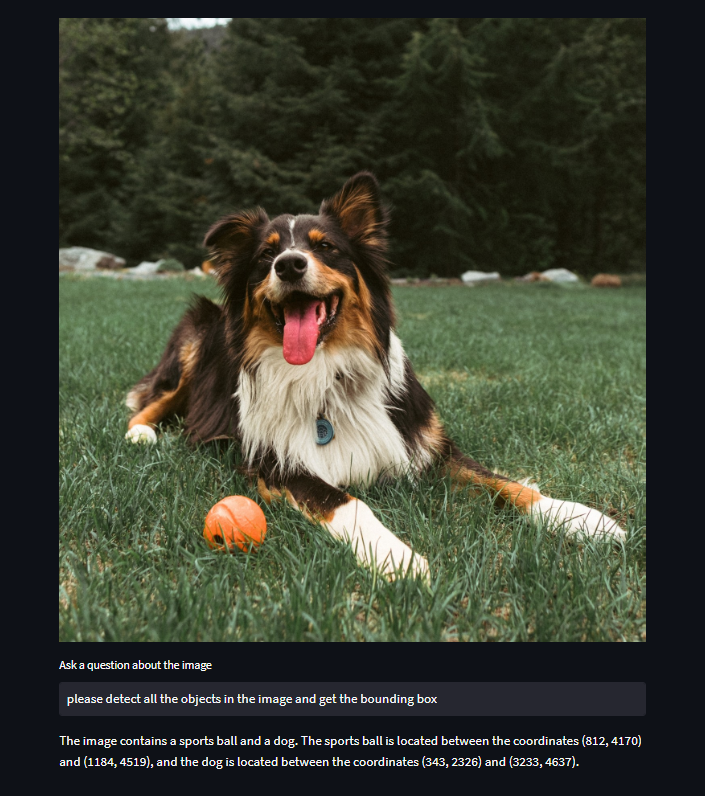 Ask a question about the image
please detect all the objects in the image and get the bounding box
The image contains a sports ball and a dog. The sports ball is located between the coordinates (812, 4170)
and (1184, 4519), and the dog is located between the coordinates (343, 2326) and (3233, 4637).